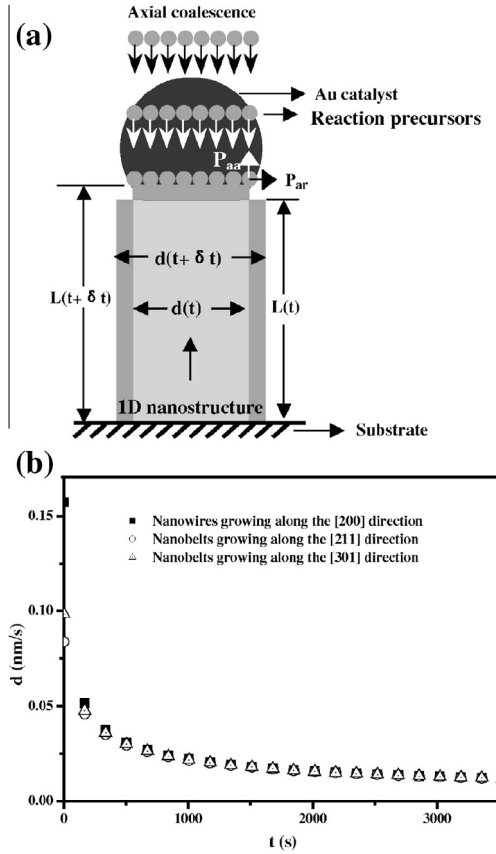 (a)
Axial coalescence
Au catalyst
Reaction precursors
Paa
Par
L(t+ δ t)
d(t+ δ t)
L(t)
d(t)
1D nanostructure
Substrate
(b)
0.15
Nanowires growing along the [200] direction
Nanobelts growing along the [211] direction
Nanobelts growing along the [301] direction
0.10
d (nm/s)
0.05
0.00
0 1000 2000 3000
t (s)